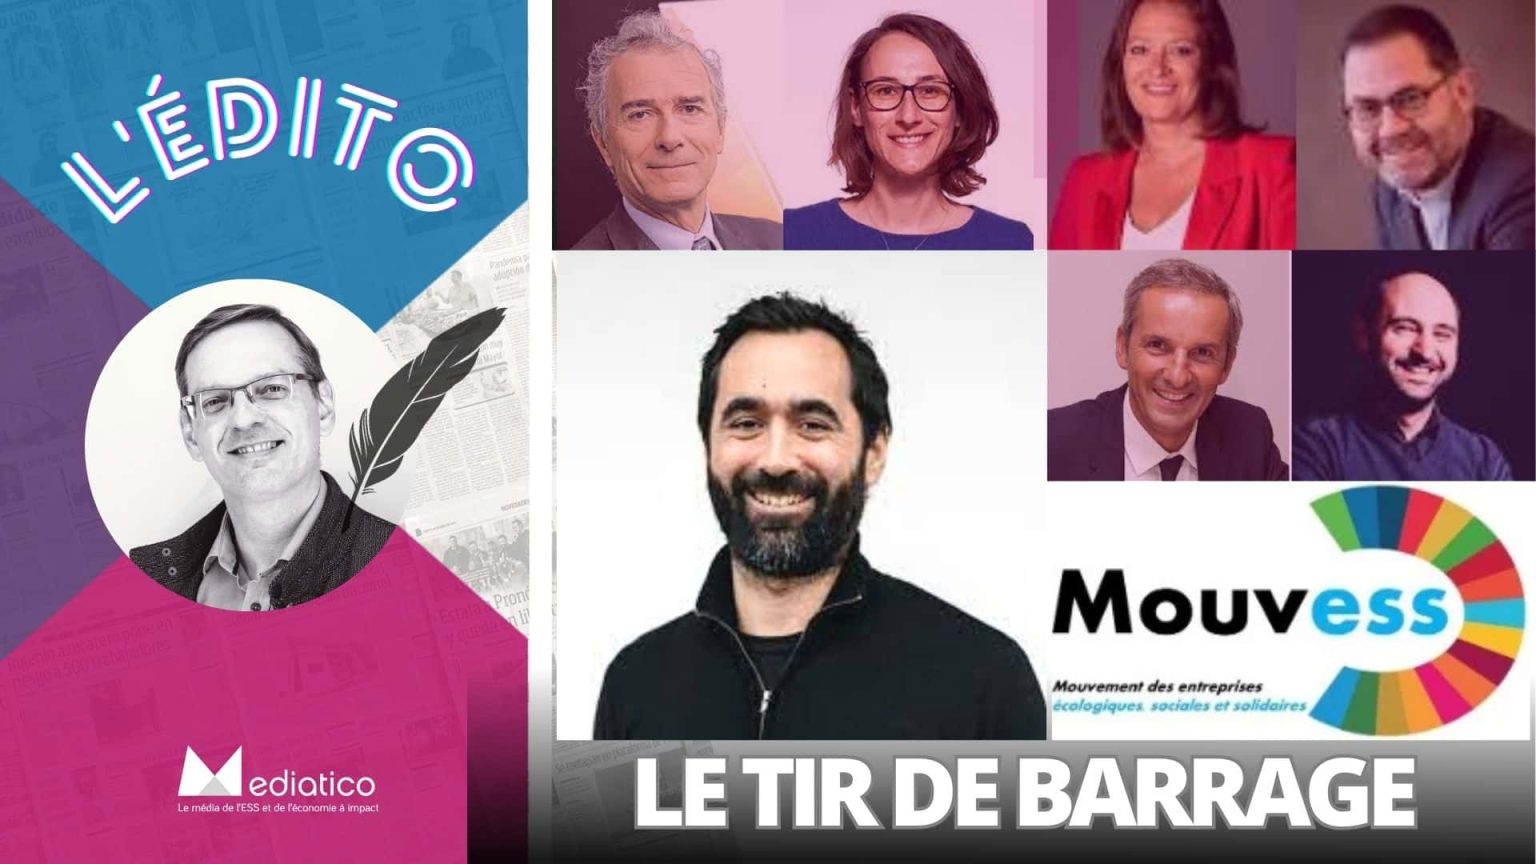 L'ÉDITO
Mediatico
Le média de l'ESS et de l'économie à impact
Mouvess
Mouvement des entreprises
écologiques, sociales et solidaires
LE TIR DE BARRAGE